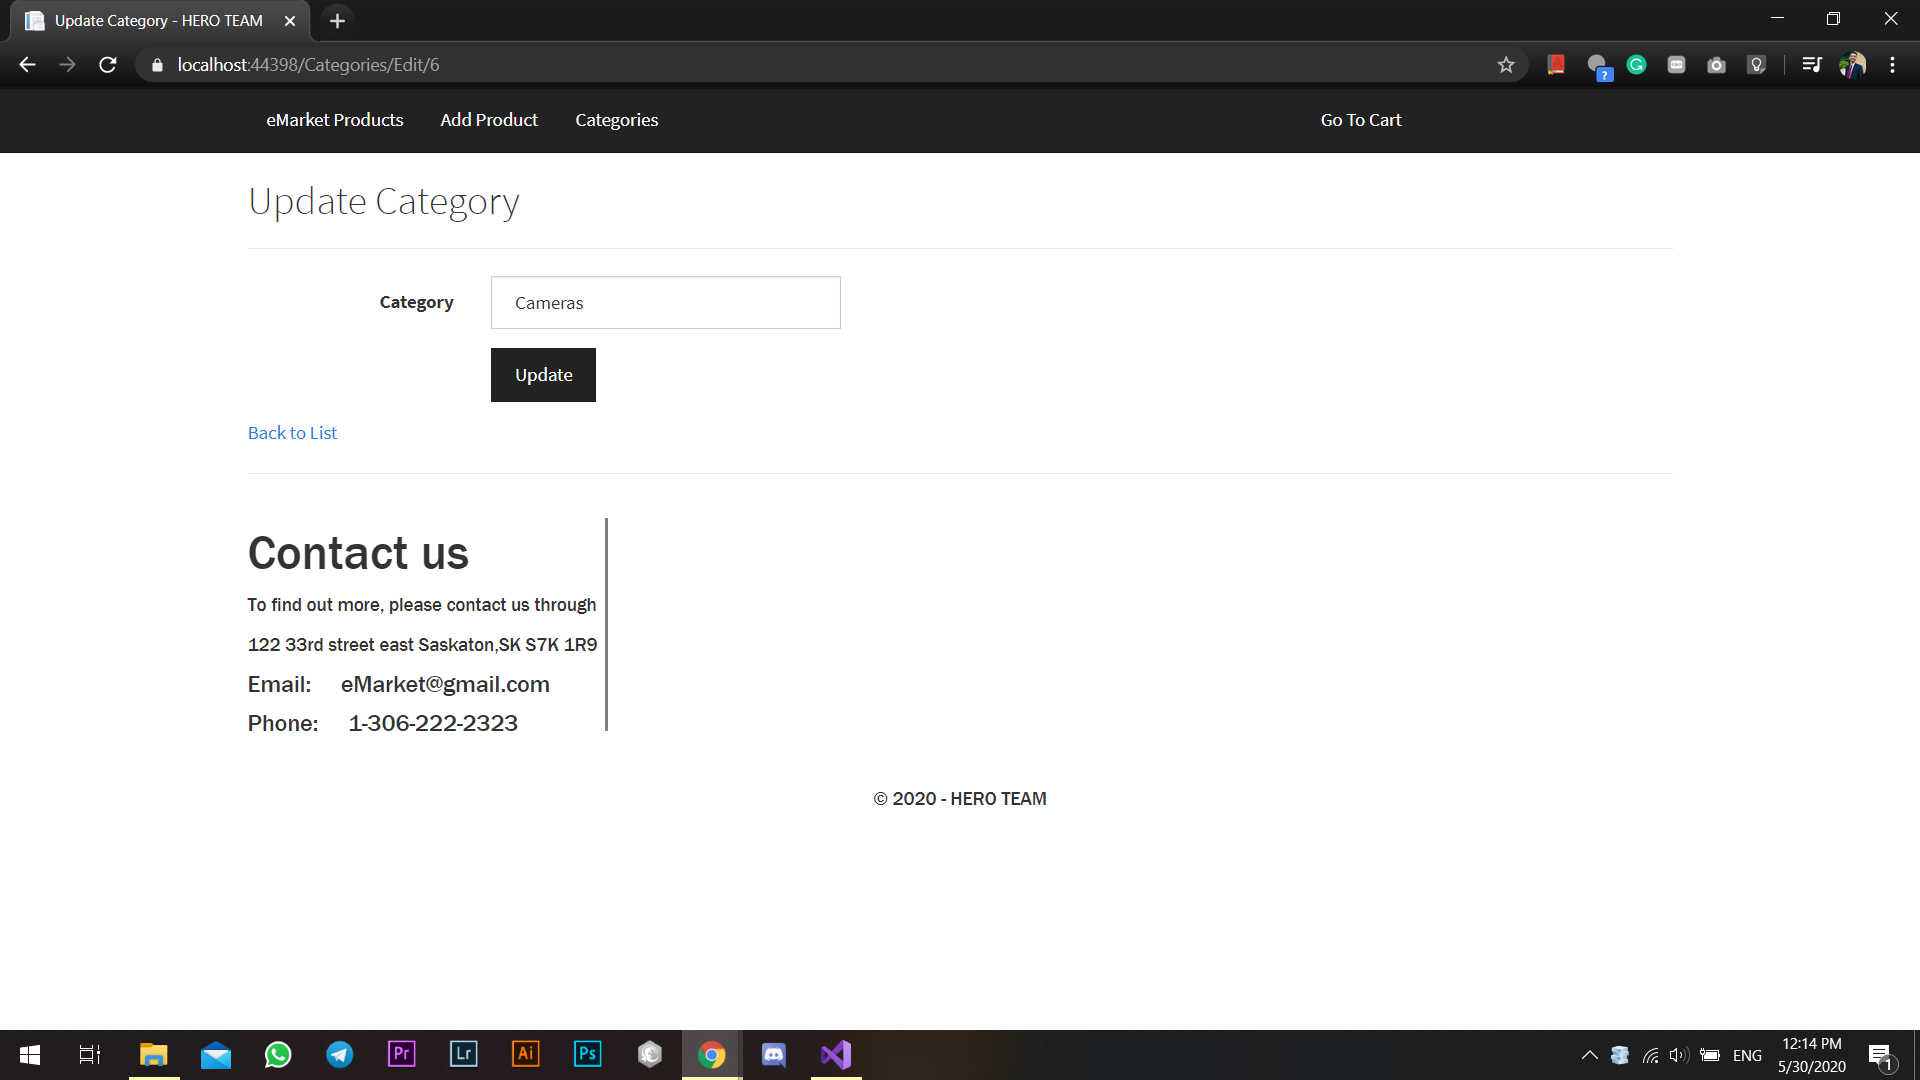 Update Category - HERO TEAM
localhost:44398/Categories/Edit/6
?
eMarket Products Add Product Categories Go To Cart
Update Category
Category Cameras
Update
Back to List
Contact us
To find out more, please contact us through
122 33rd street east Saskaton,SK S7K 1R9
Email: eMarket@gmail.com
Phone: 1-306-222-2323
© 2020 - HERO TEAM
Pr Lr Ai Ps
ENG
12:14 PM
5/30/2020
1